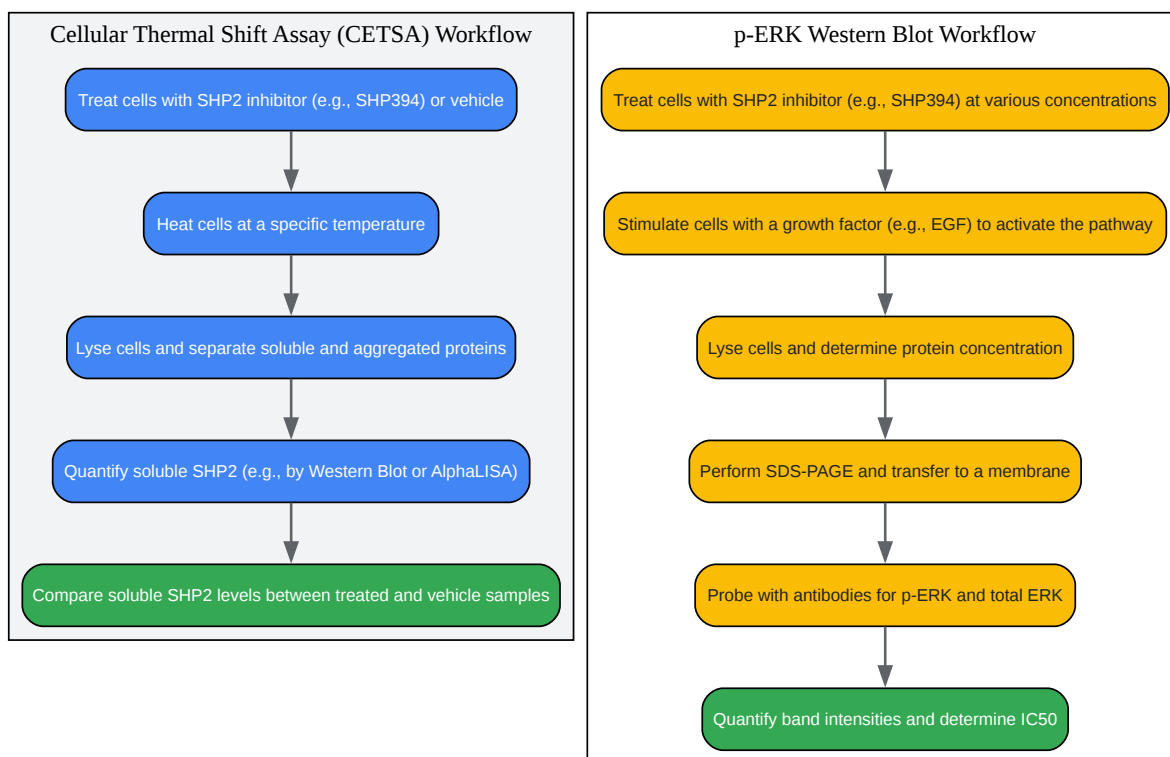 Cellular Thermal Shift Assay (CETSA) Workflow
Treat cells with SHP2 inhibitor (e.g., SHP394) or vehicle
Heat cells at a specific temperature
Lyse cells and separate soluble and aggregated proteins
Quantify soluble SHP2 (e.g., by Western Blot or AlphaLISA)
Compare soluble SHP2 levels between treated and vehicle samples
p-ERK Western Blot Workflow
Treat cells with SHP2 inhibitor (e.g., SHP394) at various concentrations
Stimulate cells with a growth factor (e.g., EGF) to activate the pathway
Lyse cells and determine protein concentration
Perform SDS-PAGE and transfer to a membrane
Probe with antibodies for p-ERK and total ERK
Quantify band intensities and determine IC50